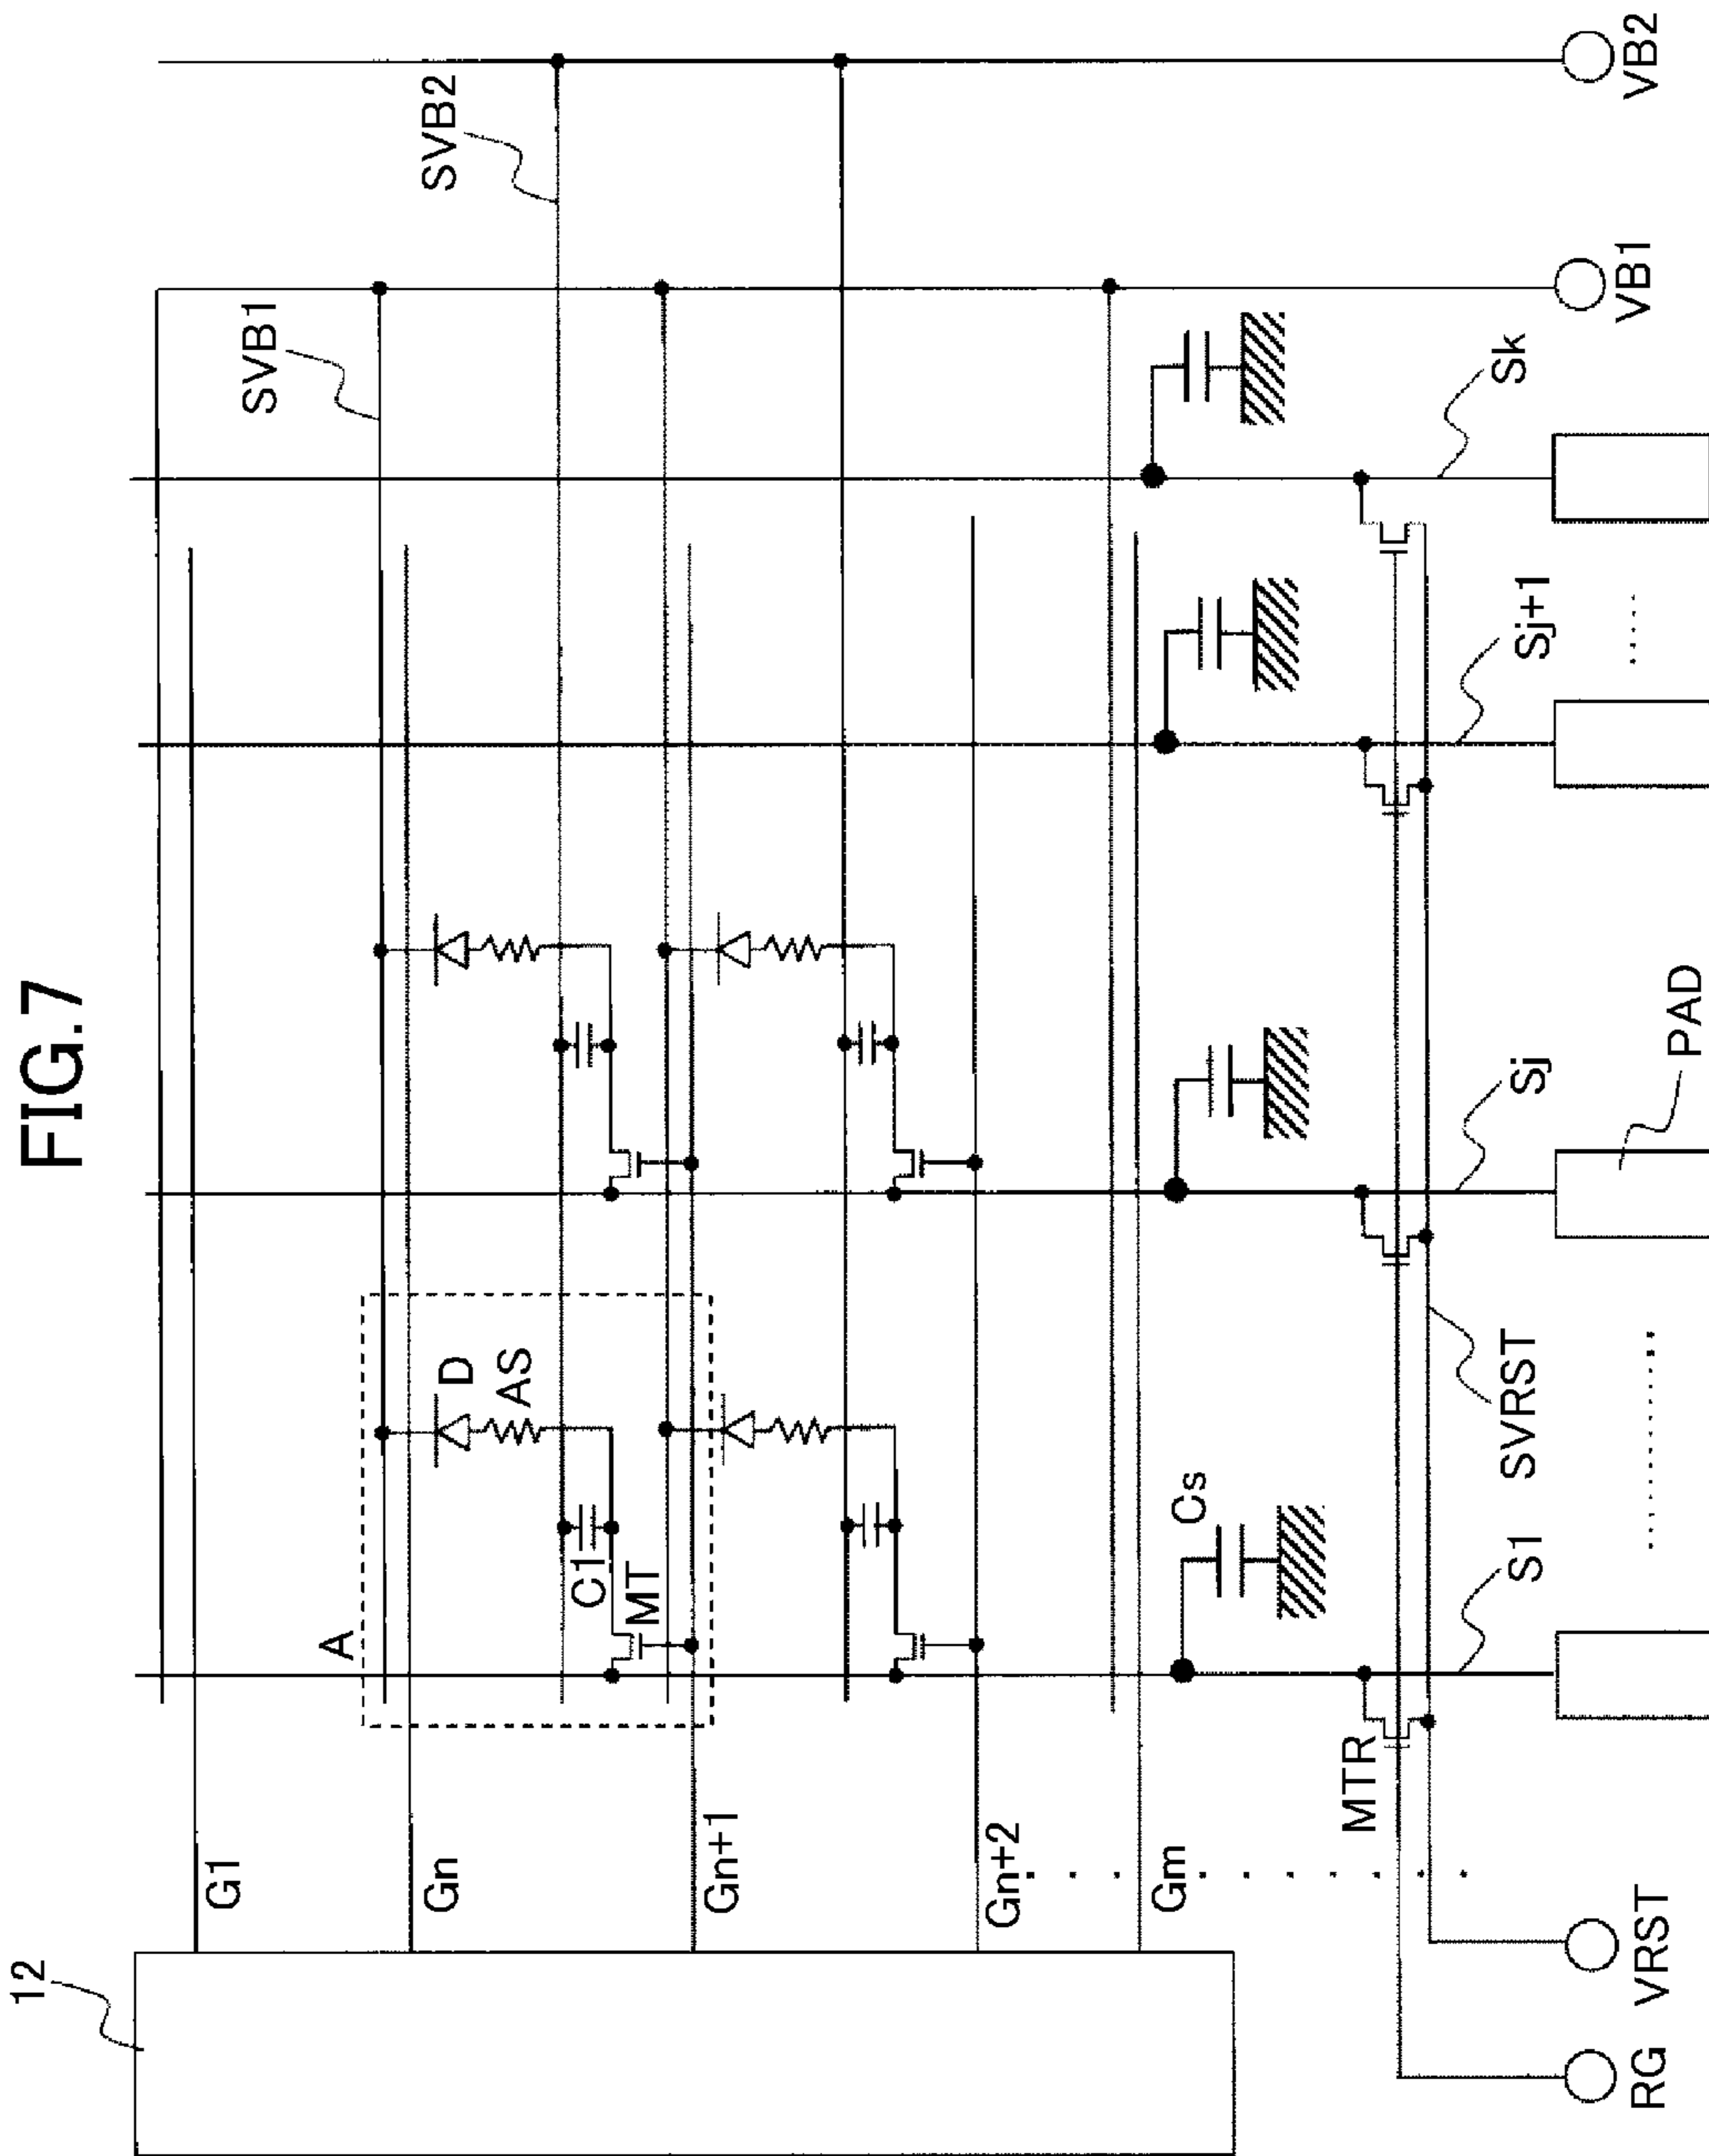 FIG.7
12
G1
Gn
Gn+1
Gn+2
Gm
A
D
AS
C1
MT
SVB1
SVB2
Cs
MTR
S1
SVRST
Sj
PAD
Sj+1
Sk
RG
VRST
VB1
VB2